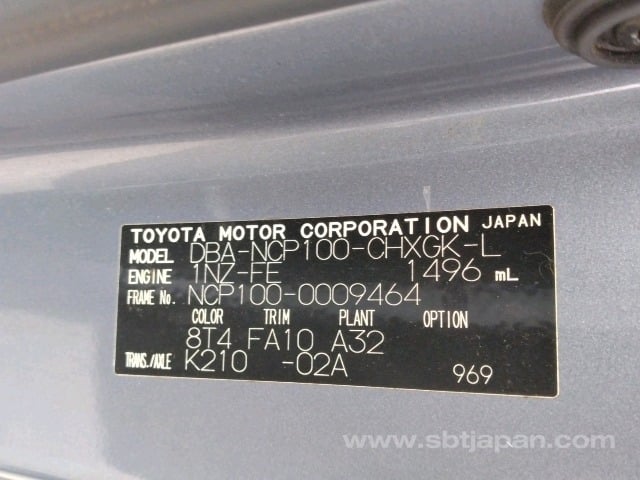 TOYOTA MOTOR CORPORATION JAPAN
MODEL DBA-NCP100-CHXGK-L
ENGINE 1NZ-FE 1496 mL
FRAME No. NCP100-0009464
COLOR TRIM PLANT OPTION
8T4 FA10 A32
TRANS./AXLE K210 -02A 969
www.sbtjapan.com